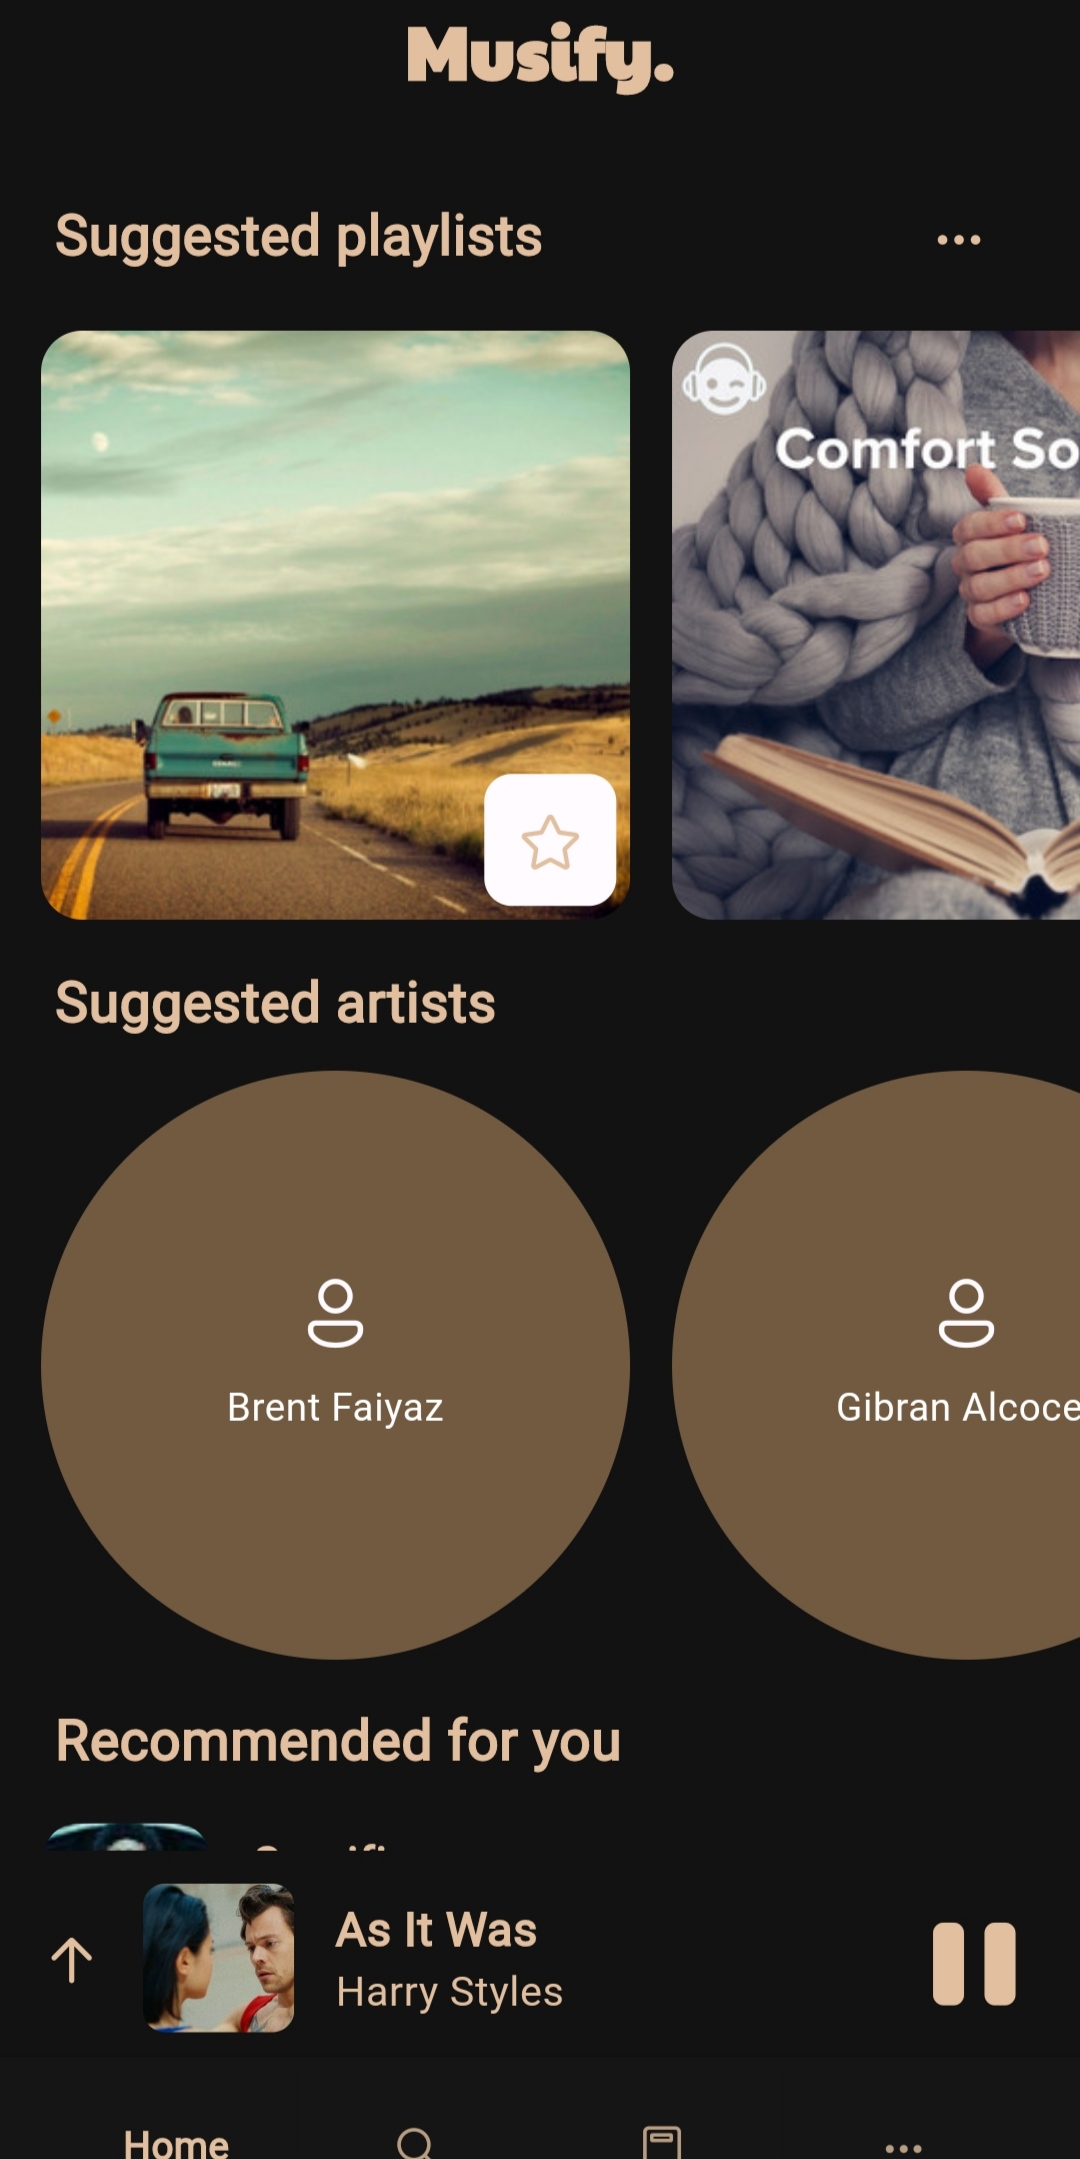 Musify.
Suggested playlists
Comfort So
Suggested artists
Brent Faiyaz
Gibran Alcoce
Recommended for you
As It Was
Harry Styles
Home